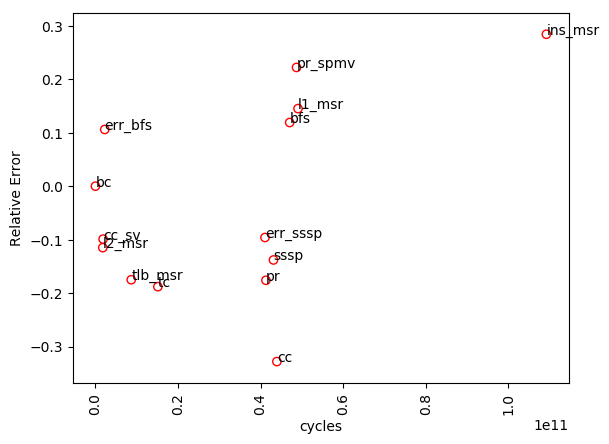 0.3
0.2
0.1
0.0
−0.1
−0.2
−0.3
Relative Error
ins_msr
pr_spmv
l1_msr
bfs
err_bfs
bc
cc_sv
l2_msr
err_sssp
sssp
tlb_msr
tc
pr
cc
0.0
0.2
0.4
0.6
0.8
1.0
cycles
1e11